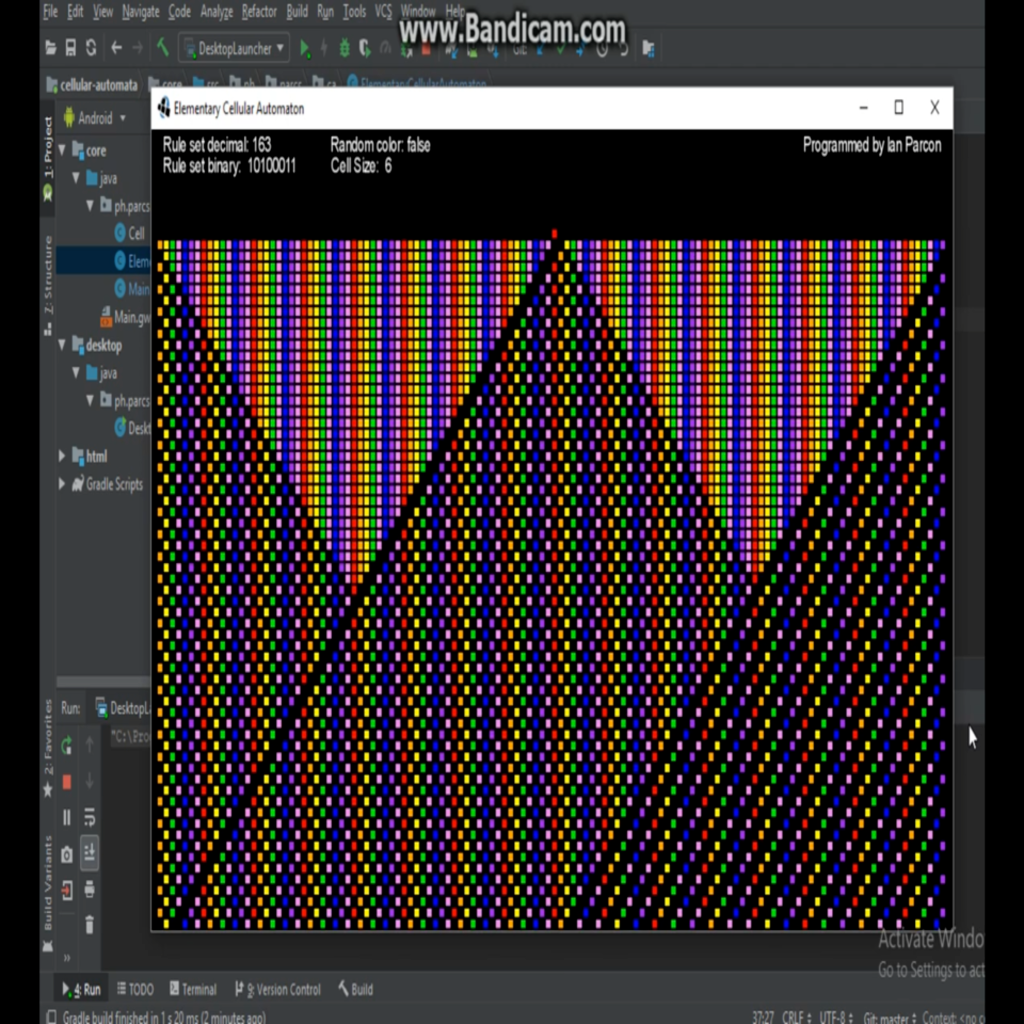 File Edit View Navigate Code Analyze Refactor Build Run Tools VCS Window Help
www.Bandicam.com
DesktopLauncher
Git:
cellular-automata core src ph parcs ca ElementaryCellularAutomaton
Elementary Cellular Automaton
1: Project
Android
Rule set decimal: 163 Random color: false Programmed by Ian Parcon
Rule set binary: 10100011 Cell Size: 6
core
java
ph.parcs
Cell
Elem
Main
Main.gw
desktop
java
ph.parcs
Deskt
html
Gradle Scripts
7: Structure
Run: DesktopL
"C:\Pro
2: Favorites
Build Variants
Activate Windo
Go to Settings to act
4: Run TODO Terminal 9: Version Control Build
Gradle build finished in 1 s 20 ms (2 minutes ago) 37:27 CRLF UTF-8 Git: master Context: <no c